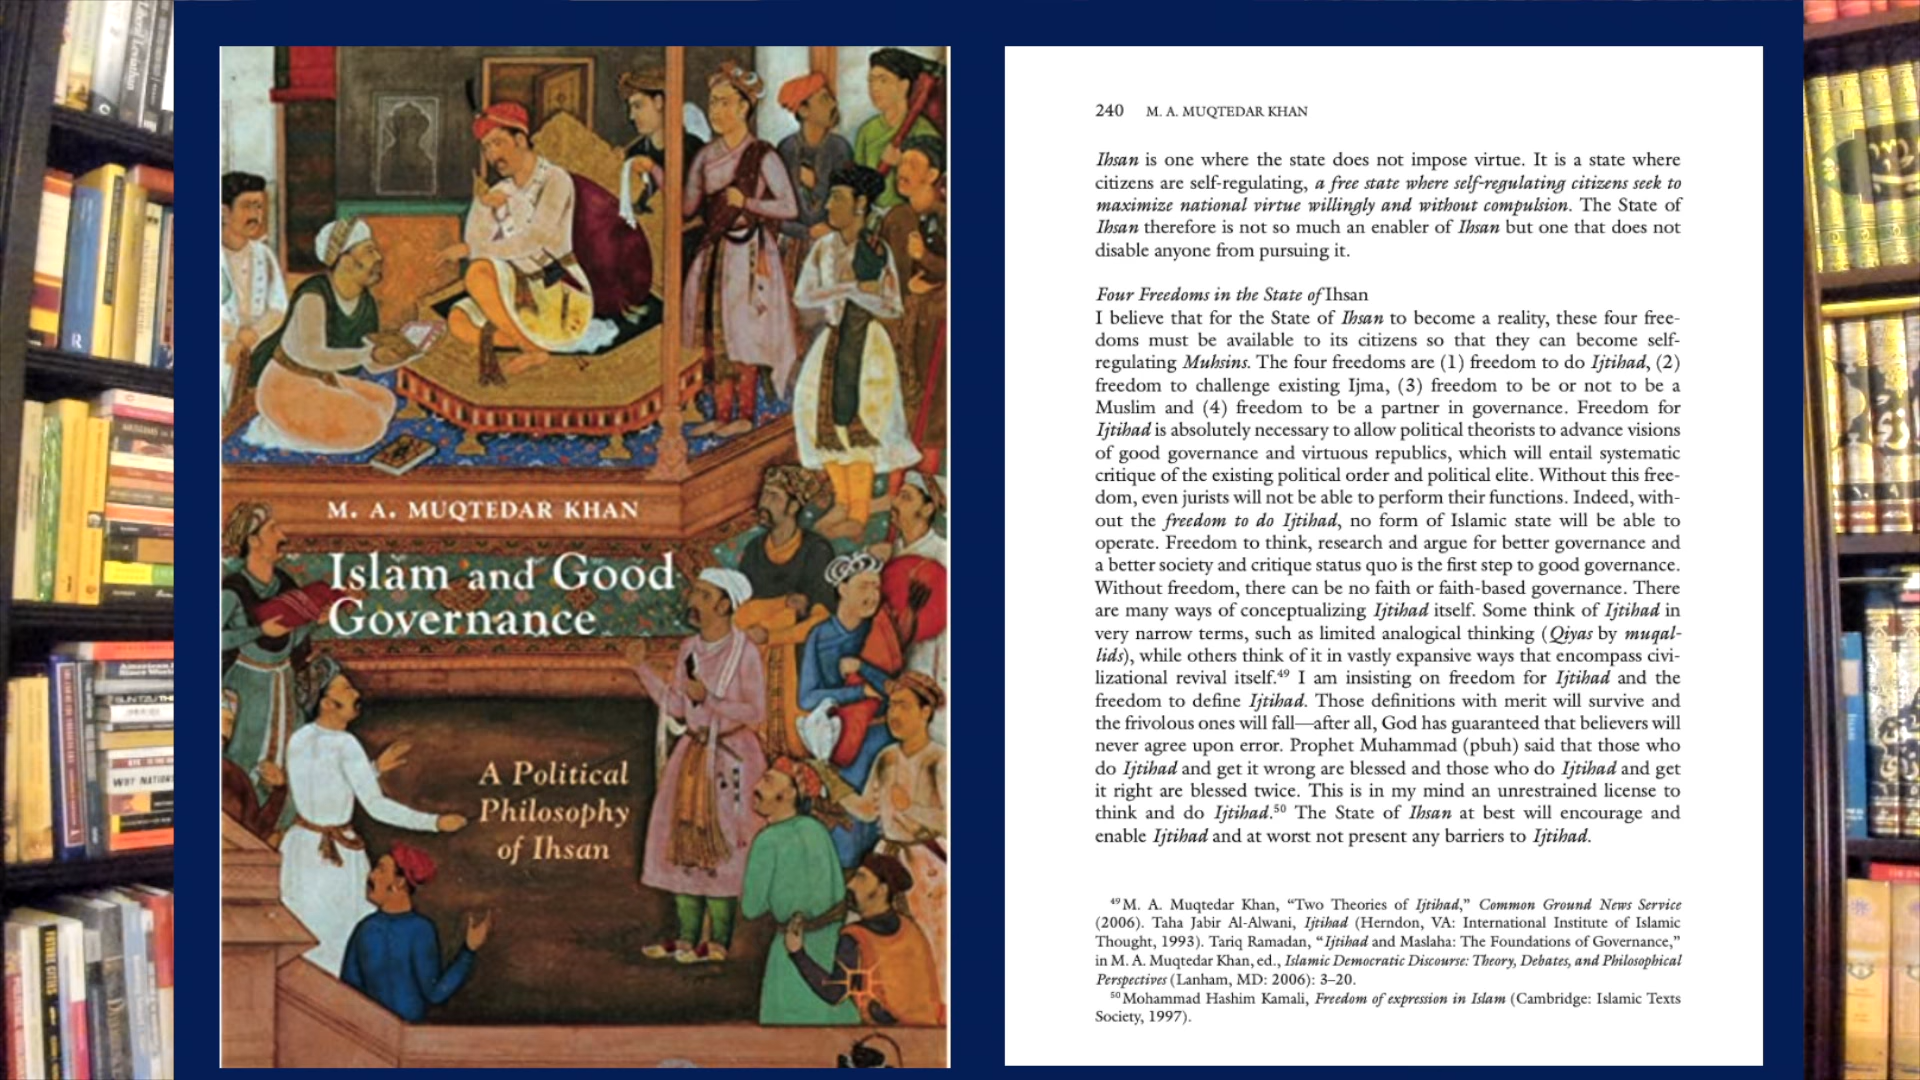 M. A. MUQTEDAR KHAN
Islam and Good
Governance
A Political
Philosophy
of Ihsan
240 M. A. MUQTEDAR KHAN
Ihsan is one where the state does not impose virtue. It is a state where
citizens are self-regulating, a free state where self-regulating citizens seek to
maximize national virtue willingly and without compulsion. The State of
Ihsan therefore is not so much an enabler of Ihsan but one that does not
disable anyone from pursuing it.
Four Freedoms in the State of Ihsan
I believe that for the State of Ihsan to become a reality, these four free-
doms must be available to its citizens so that they can become self-
regulating Muhsins. The four freedoms are (1) freedom to do Ijtihad, (2)
freedom to challenge existing Ijma, (3) freedom to be or not to be a
Muslim and (4) freedom to be a partner in governance. Freedom for
Ijtihad is absolutely necessary to allow political theorists to advance visions
of good governance and virtuous republics, which will entail systematic
critique of the existing political order and political elite. Without this free-
dom, even jurists will not be able to perform their functions. Indeed, with-
out the freedom to do Ijtihad, no form of Islamic state will be able to
operate. Freedom to think, research and argue for better governance and
a better society and critique status quo is the first step to good governance.
Without freedom, there can be no faith or faith-based governance. There
are many ways of conceptualizing Ijtihad itself. Some think of Ijtihad in
very narrow terms, such as limited analogical thinking (Qiyas by muqal-
lids), while others think of it in vastly expansive ways that encompass civi-
lizational revival itself.⁴⁹ I am insisting on freedom for Ijtihad and the
freedom to define Ijtihad. Those definitions with merit will survive and
the frivolous ones will fall—after all, God has guaranteed that believers will
never agree upon error. Prophet Muhammad (pbuh) said that those who
do Ijtihad and get it wrong are blessed and those who do Ijtihad and get
it right are blessed twice. This is in my mind an unrestrained license to
think and do Ijtihad.⁵⁰ The State of Ihsan at best will encourage and
enable Ijtihad and at worst not present any barriers to Ijtihad.
⁴⁹ M. A. Muqtedar Khan, “Two Theories of Ijtihad,” Common Ground News Service
(2006). Taha Jabir Al-Alwani, Ijtihad (Herndon, VA: International Institute of Islamic
Thought, 1993). Tariq Ramadan, “Ijtihad and Maslaha: The Foundations of Governance,”
in M. A. Muqtedar Khan, ed., Islamic Democratic Discourse: Theory, Debates, and Philosophical
Perspectives (Lanham, MD: 2006): 3–20.
⁵⁰ Mohammad Hashim Kamali, Freedom of expression in Islam (Cambridge: Islamic Texts
Society, 1997).